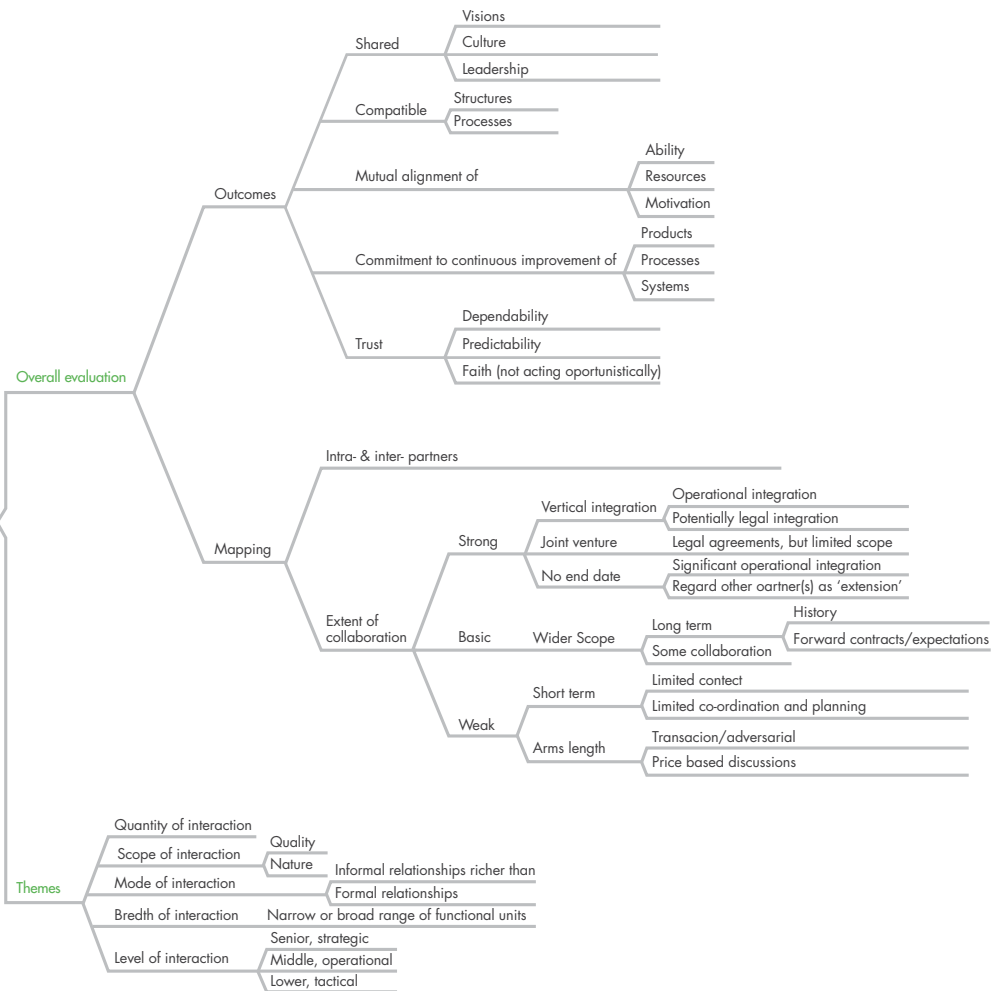 Visions
Shared
Culture
Leadership
Structures
Compatible
Processes
Ability
Mutual alignment of
Resources
Motivation
Outcomes
Products
Commitment to continuous improvement of
Processes
Systems
Dependability
Trust
Predictability
Faith (not acting oportunistically)
Overall evaluation
Intra- & inter- partners
Operational integration
Vertical integration
Potentially legal integration
Strong
Joint venture
Legal agreements, but limited scope
Mapping
Significant operational integration
No end date
Regard other oartner(s) as ‘extension’
Extent of
collaboration
History
Long term
Basic
Wider Scope
Forward contracts/expectations
Some collaboration
Limited contect
Short term
Limited co-ordination and planning
Weak
Transacion/adversarial
Arms length
Price based discussions
Quantity of interaction
Quality
Scope of interaction
Nature
Informal relationships richer than
Mode of interaction
Formal relationships
Themes
Bredth of interaction
Narrow or broad range of functional units
Senior, strategic
Level of interaction
Middle, operational
Lower, tactical